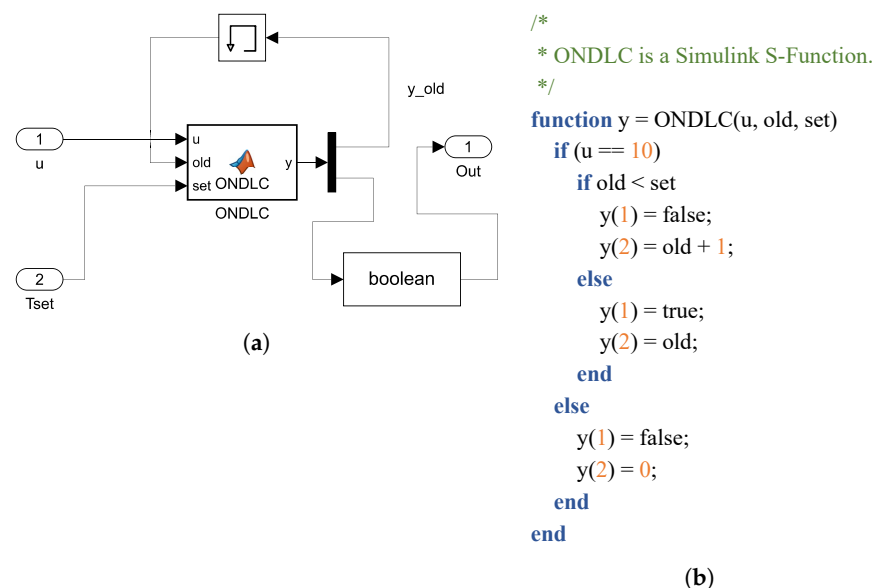 y_old
1
u
u
old
set
y
ONDLC
ONDLC
1
Out
2
Tset
boolean
(a)
/*
* ONDLC is a Simulink S-Function.
*/
function y = ONDLC(u, old, set)
if (u == 10)
if old < set
y(1) = false;
y(2) = old + 1;
else
y(1) = true;
y(2) = old;
end
else
y(1) = false;
y(2) = 0;
end
end
(b)